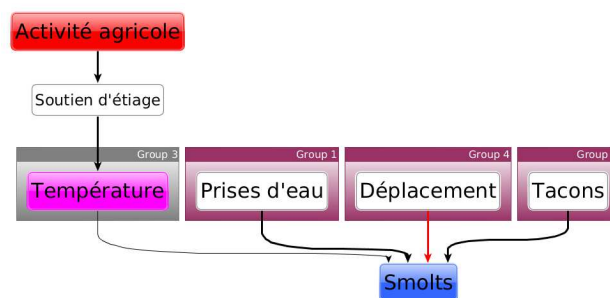 Activité agricole
Soutien d'étiage
Group 3
Group 1
Group 4
Group
Température
Prises d'eau
Déplacement
Tacons
Smolts